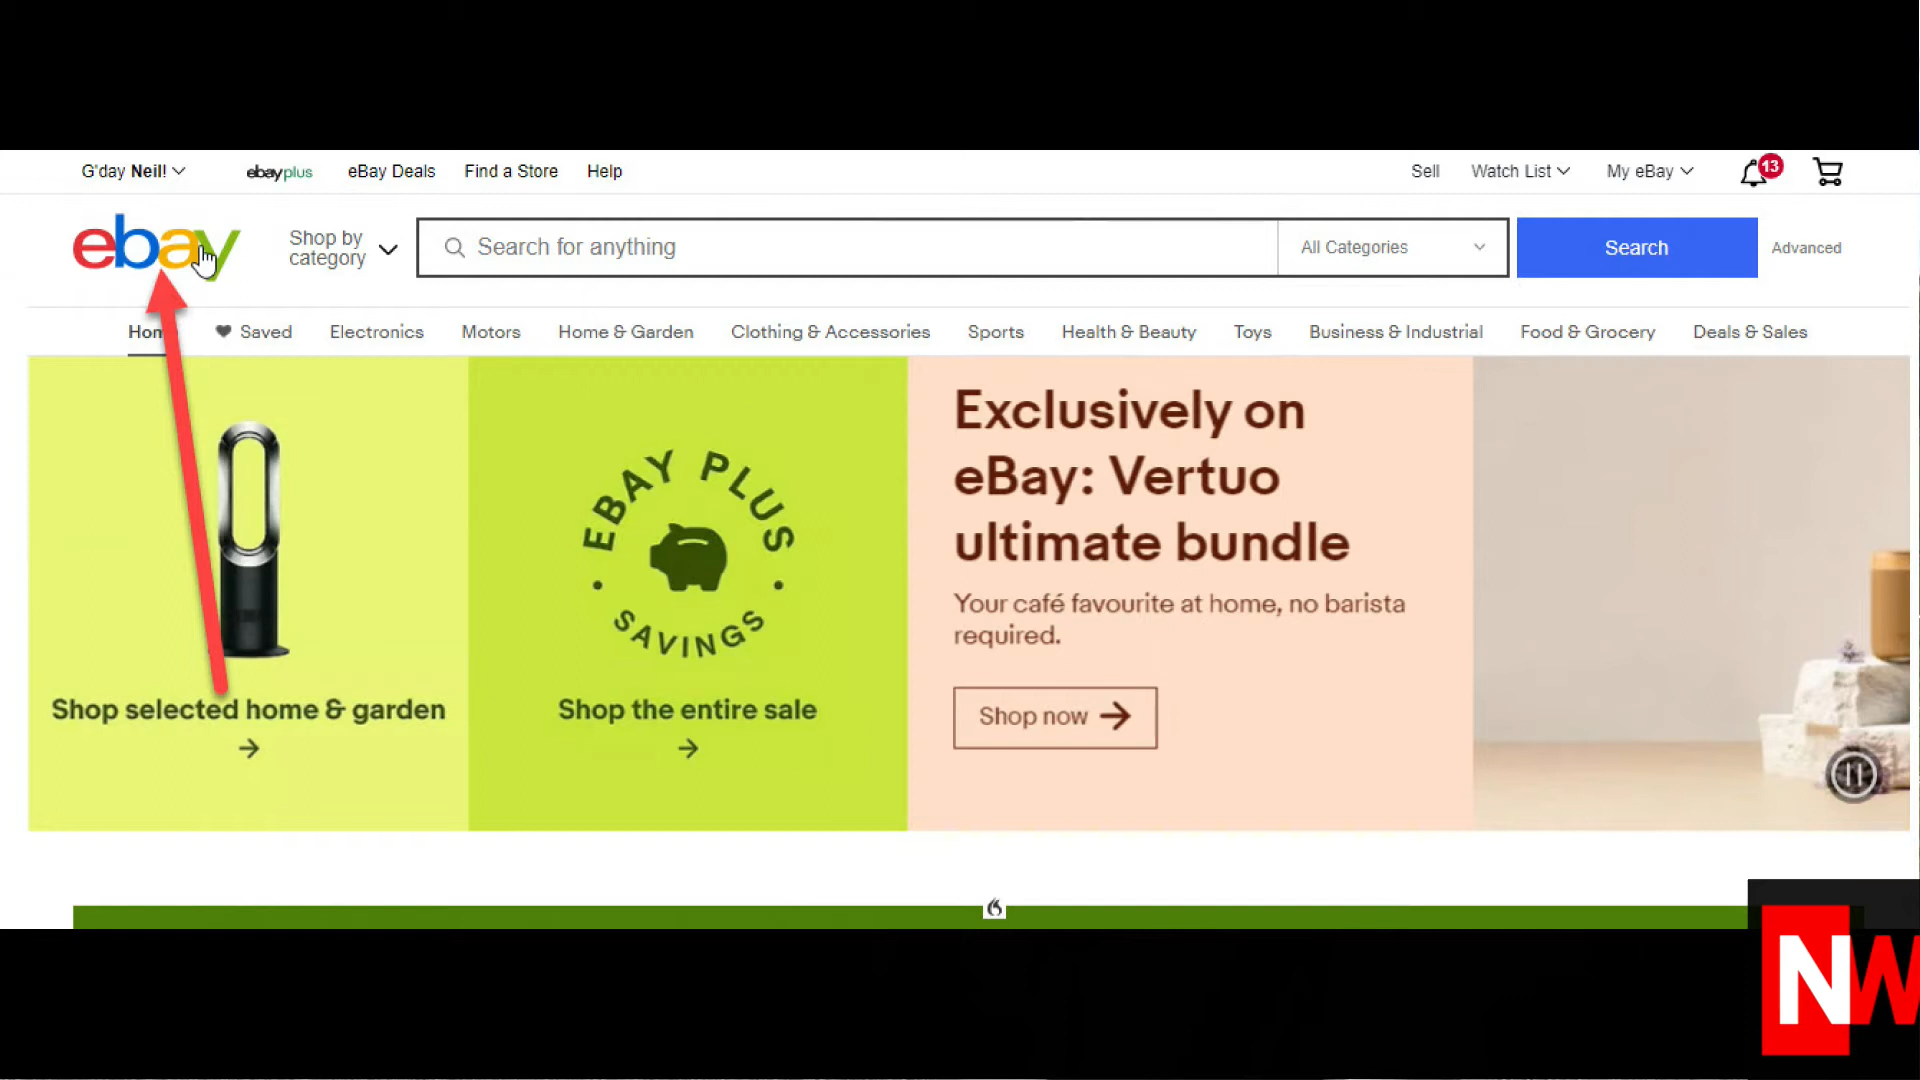 G'day Neil! ebayplus eBay Deals Find a Store Help Sell Watch List My eBay 13
ebay Shop by category Search for anything All Categories Search Advanced
Saved Electronics Motors Home & Garden Clothing & Accessories Sports Health & Beauty Toys Business & Industrial Food & Grocery Deals & Sales
Shop selected home & garden
EBAY PLUS
SAVINGS
Shop the entire sale
Exclusively on
eBay: Vertuo
ultimate bundle
Your café favourite at home, no barista
required.
Shop now
NW